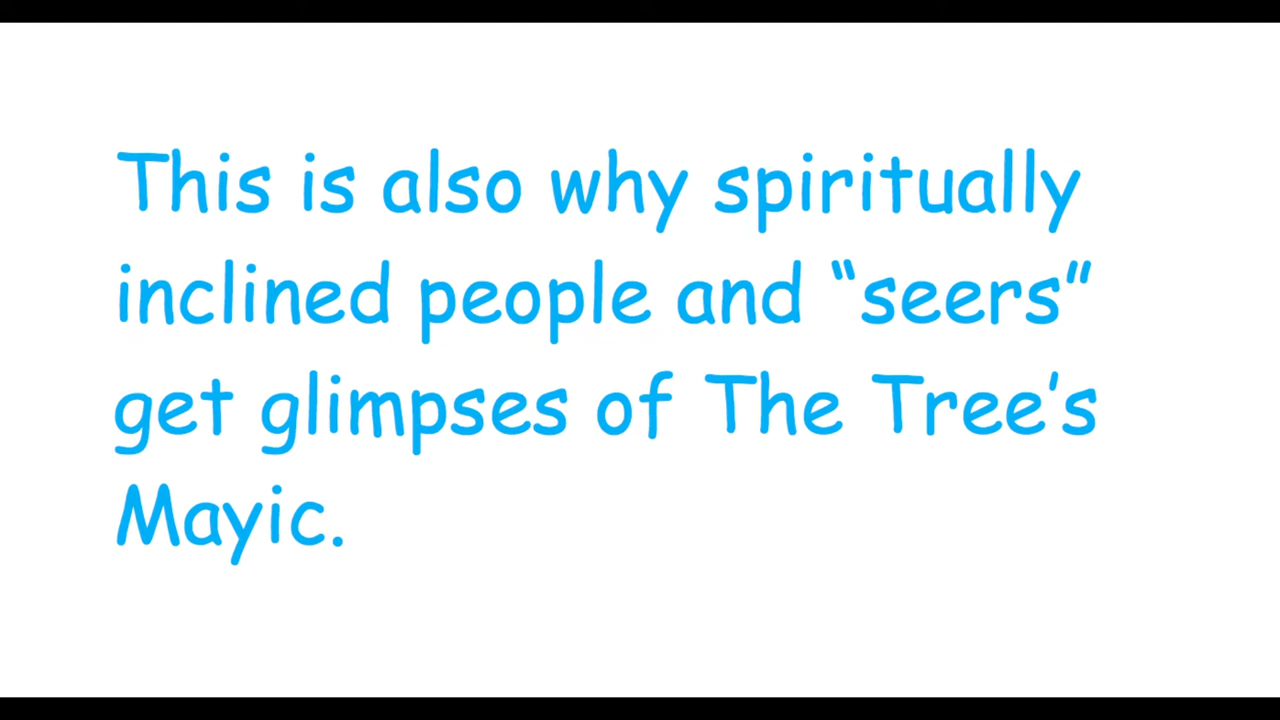 This is also why spiritually
inclined people and “seers”
get glimpses of The Tree’s
Mayic.